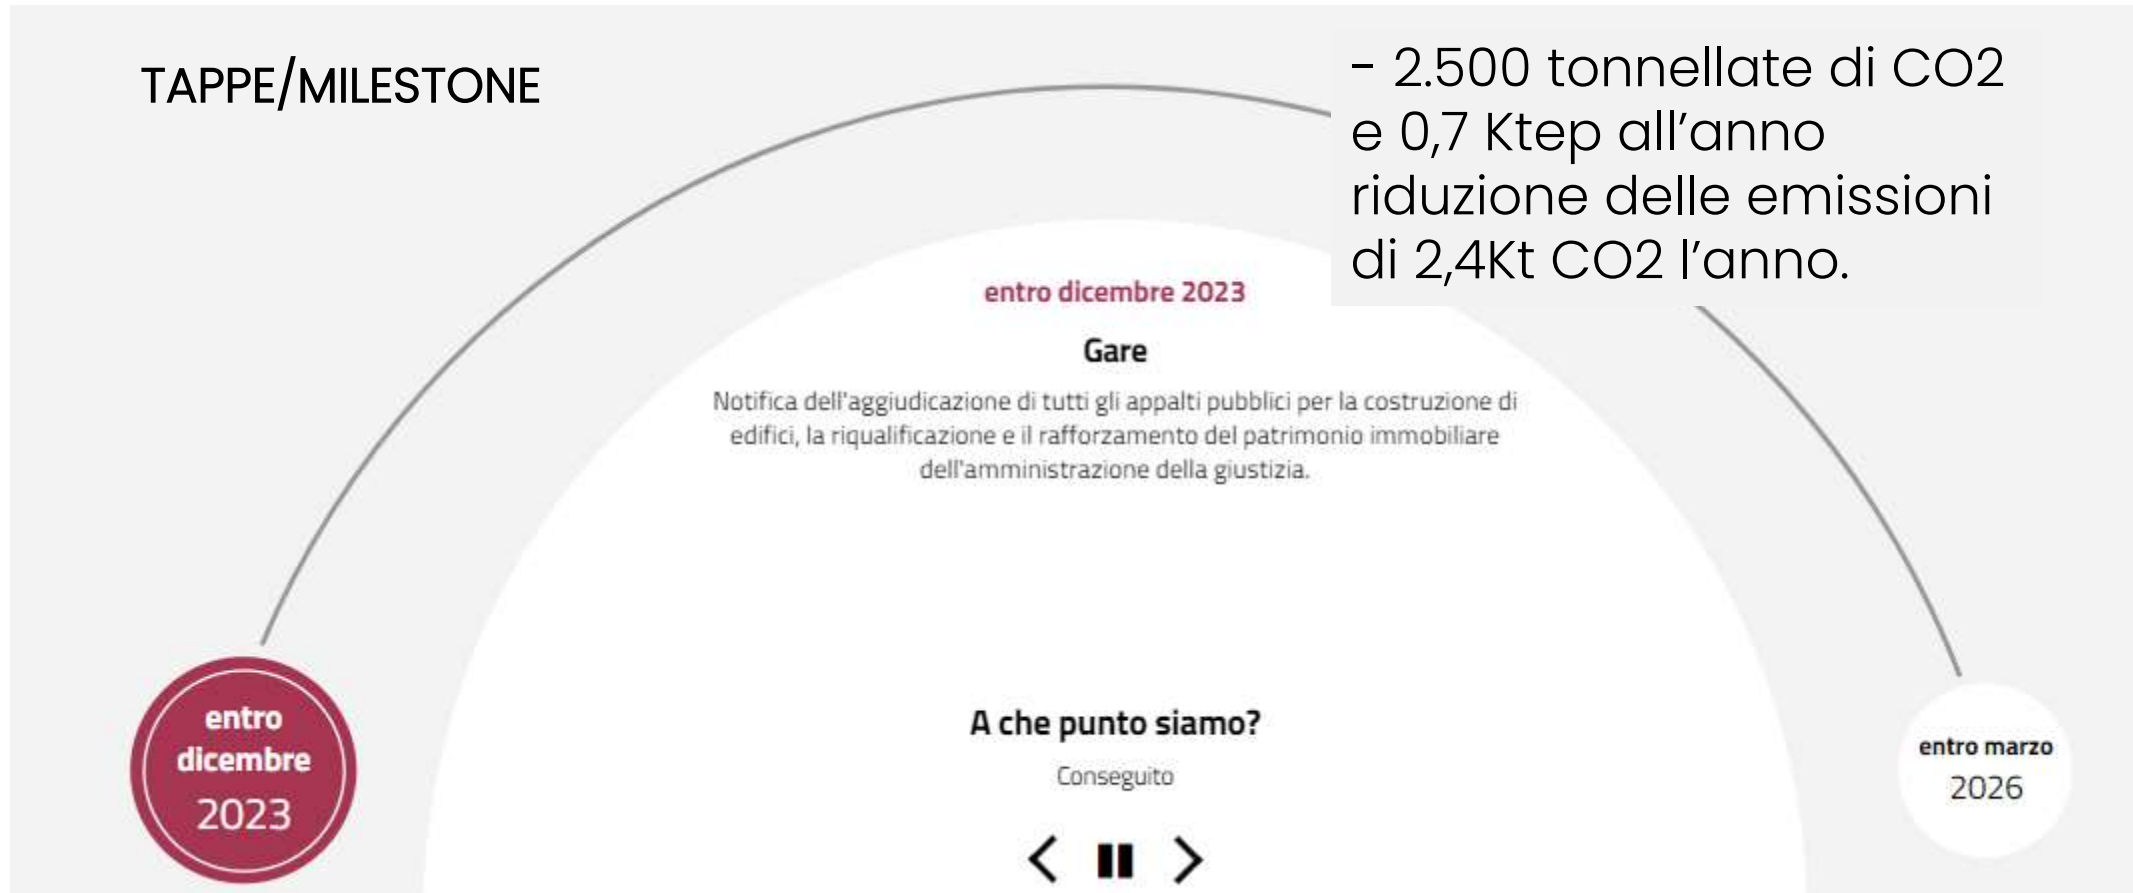 TAPPE/MILESTONE
- 2.500 tonnellate di CO2
e 0,7 Ktep all’anno
riduzione delle emissioni
di 2,4Kt CO2 l’anno.
entro dicembre 2023
Gare
Notifica dell'aggiudicazione di tutti gli appalti pubblici per la costruzione di
edifici, la riqualificazione e il rafforzamento del patrimonio immobiliare
dell'amministrazione della giustizia.
A che punto siamo?
Conseguito
entro
dicembre
2023
entro marzo
2026